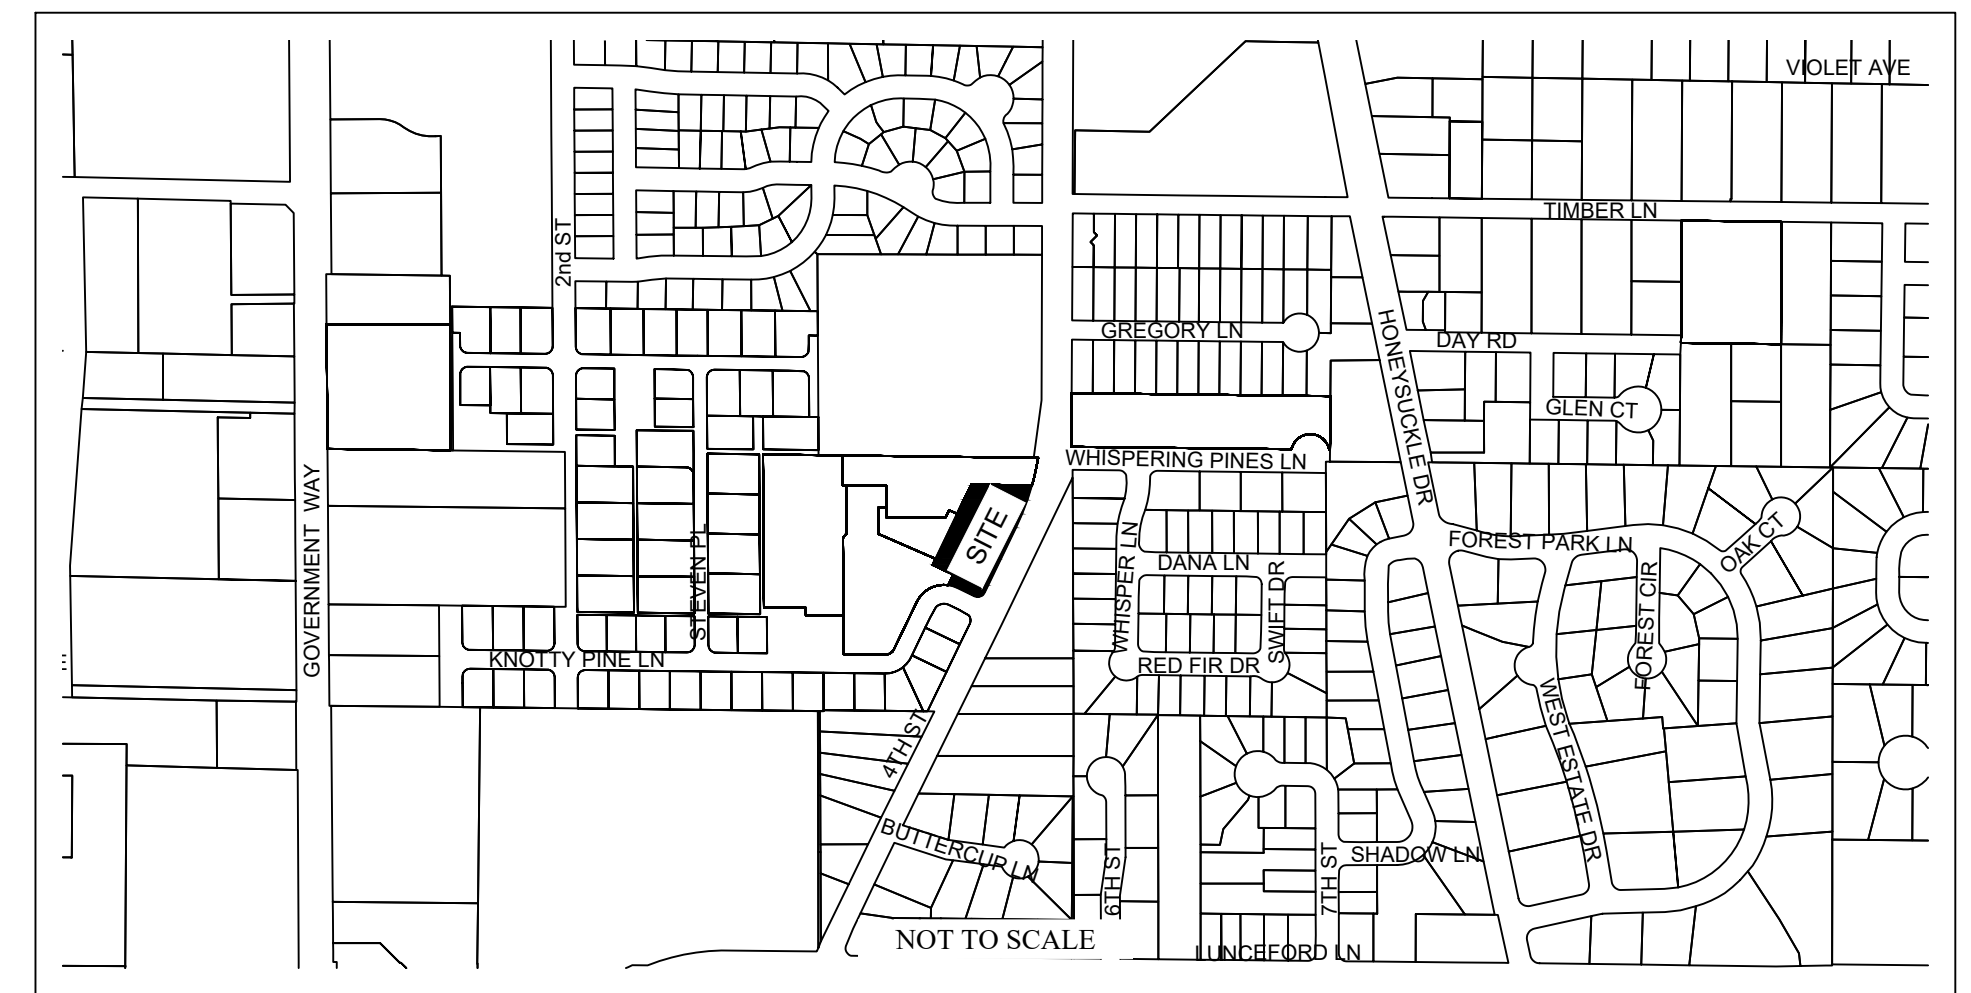 VIOLET AVE
TIMBER LN
2nd ST
GREGORY LN
HONEYSUCKLE DR
DAY RD
GLEN CT
WHISPERING PINES LN
GOVERNMENT WAY
STEVEN PL
SITE
WHISPER LN
DANA LN
SWIFT DR
FOREST PARK LN
OAK CT
FOREST CIR
KNOTTY PINE LN
RED FIR DR
WEST ESTATE DR
4TH ST
BUTTERCUP LN
6TH ST
7TH ST
SHADOW LN
NOT TO SCALE
LUNCEFORD LN